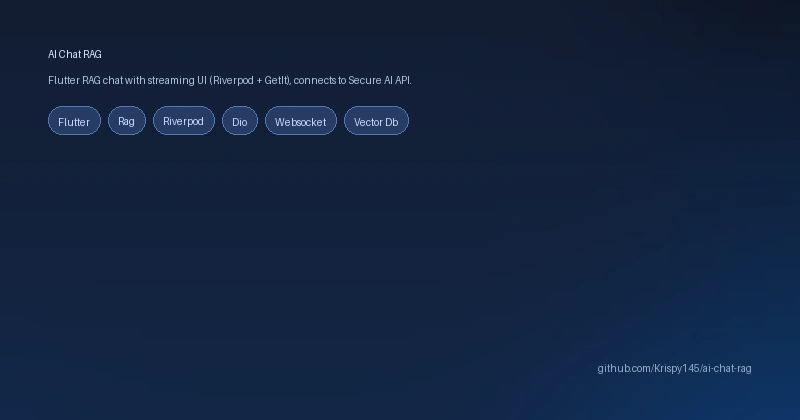 AI Chat RAG
Flutter RAG chat with streaming UI (Riverpod + GetIt), connects to Secure AI API.
Flutter Rag Riverpod Dio Websocket Vector Db
github.com/Krispy145/ai-chat-rag